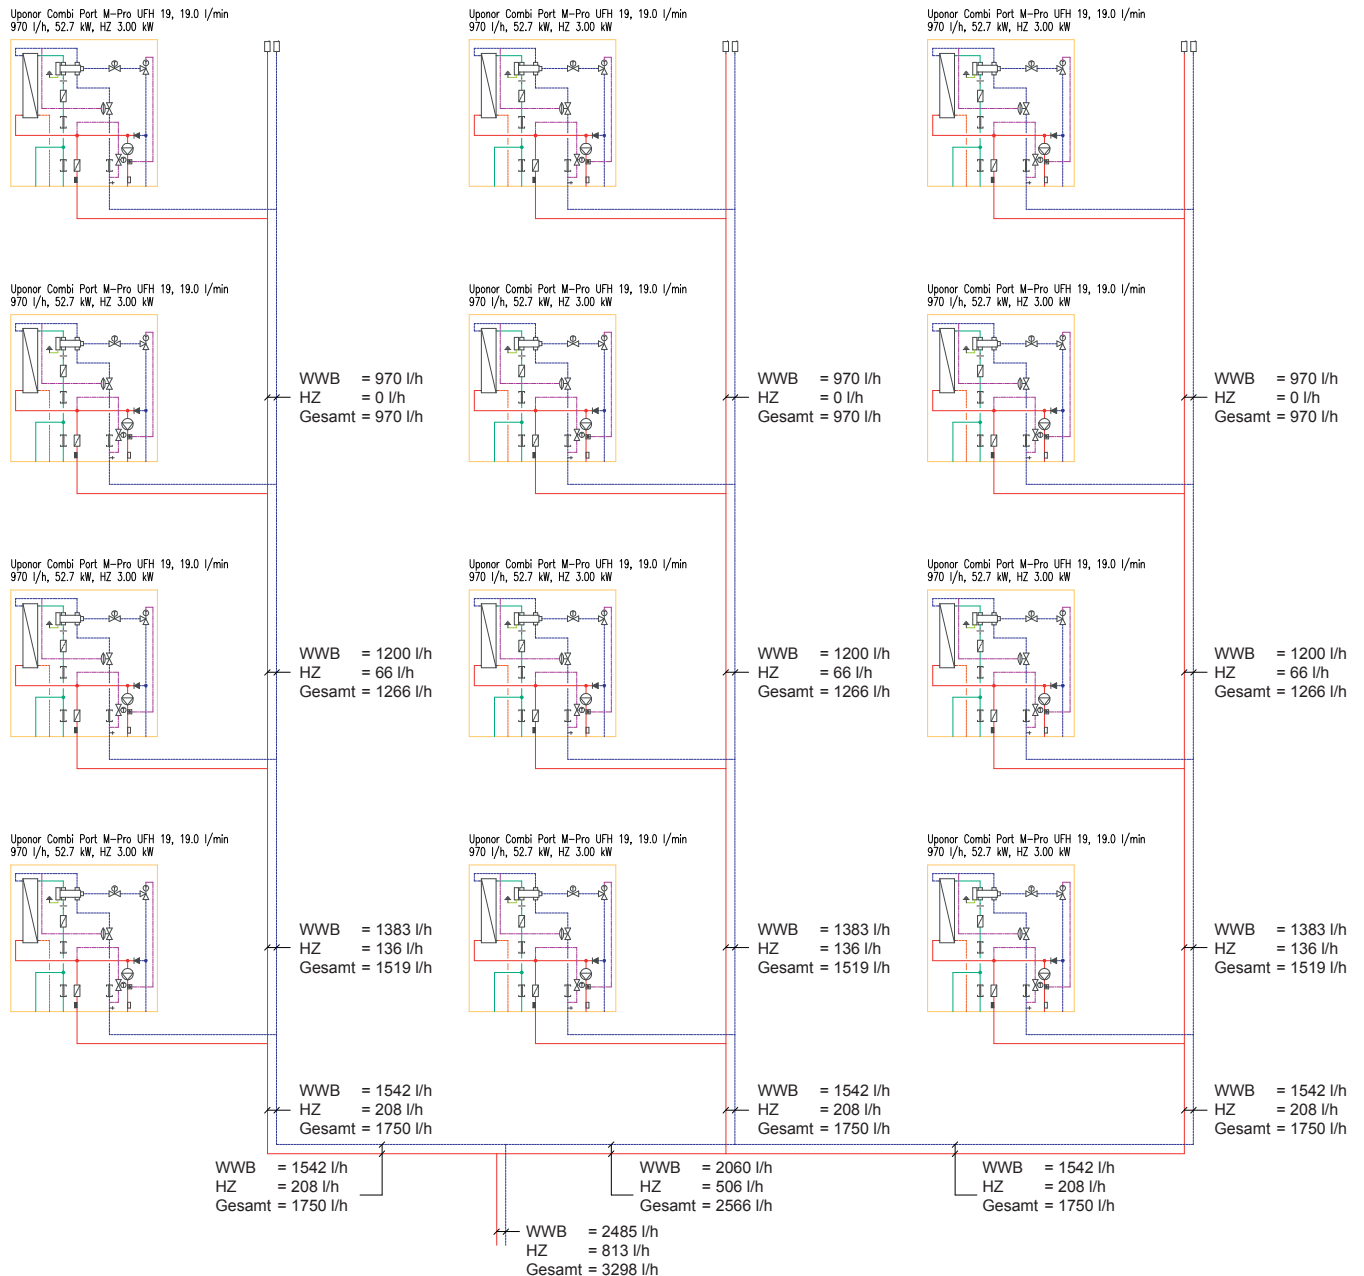 Uponor Combi Port M-Pro UFH 19, 19.0 l/min
970 l/h, 52.7 kW, HZ 3.00 kW
Uponor Combi Port M-Pro UFH 19, 19.0 l/min
970 l/h, 52.7 kW, HZ 3.00 kW
Uponor Combi Port M-Pro UFH 19, 19.0 l/min
970 l/h, 52.7 kW, HZ 3.00 kW
Uponor Combi Port M-Pro UFH 19, 19.0 l/min
970 l/h, 52.7 kW, HZ 3.00 kW
Uponor Combi Port M-Pro UFH 19, 19.0 l/min
970 l/h, 52.7 kW, HZ 3.00 kW
Uponor Combi Port M-Pro UFH 19, 19.0 l/min
970 l/h, 52.7 kW, HZ 3.00 kW
WWB = 970 l/h
HZ = 0 l/h
Gesamt = 970 l/h
WWB = 970 l/h
HZ = 0 l/h
Gesamt = 970 l/h
WWB = 970 l/h
HZ = 0 l/h
Gesamt = 970 l/h
Uponor Combi Port M-Pro UFH 19, 19.0 l/min
970 l/h, 52.7 kW, HZ 3.00 kW
Uponor Combi Port M-Pro UFH 19, 19.0 l/min
970 l/h, 52.7 kW, HZ 3.00 kW
Uponor Combi Port M-Pro UFH 19, 19.0 l/min
970 l/h, 52.7 kW, HZ 3.00 kW
WWB = 1200 l/h
HZ = 66 l/h
Gesamt = 1266 l/h
WWB = 1200 l/h
HZ = 66 l/h
Gesamt = 1266 l/h
WWB = 1200 l/h
HZ = 66 l/h
Gesamt = 1266 l/h
Uponor Combi Port M-Pro UFH 19, 19.0 l/min
970 l/h, 52.7 kW, HZ 3.00 kW
Uponor Combi Port M-Pro UFH 19, 19.0 l/min
970 l/h, 52.7 kW, HZ 3.00 kW
Uponor Combi Port M-Pro UFH 19, 19.0 l/min
970 l/h, 52.7 kW, HZ 3.00 kW
WWB = 1383 l/h
HZ = 136 l/h
Gesamt = 1519 l/h
WWB = 1383 l/h
HZ = 136 l/h
Gesamt = 1519 l/h
WWB = 1383 l/h
HZ = 136 l/h
Gesamt = 1519 l/h
WWB = 1542 l/h
HZ = 208 l/h
Gesamt = 1750 l/h
WWB = 1542 l/h
HZ = 208 l/h
Gesamt = 1750 l/h
WWB = 1542 l/h
HZ = 208 l/h
Gesamt = 1750 l/h
WWB = 1542 l/h
HZ = 208 l/h
Gesamt = 1750 l/h
WWB = 2060 l/h
HZ = 506 l/h
Gesamt = 2566 l/h
WWB = 1542 l/h
HZ = 208 l/h
Gesamt = 1750 l/h
WWB = 2485 l/h
HZ = 813 l/h
Gesamt = 3298 l/h